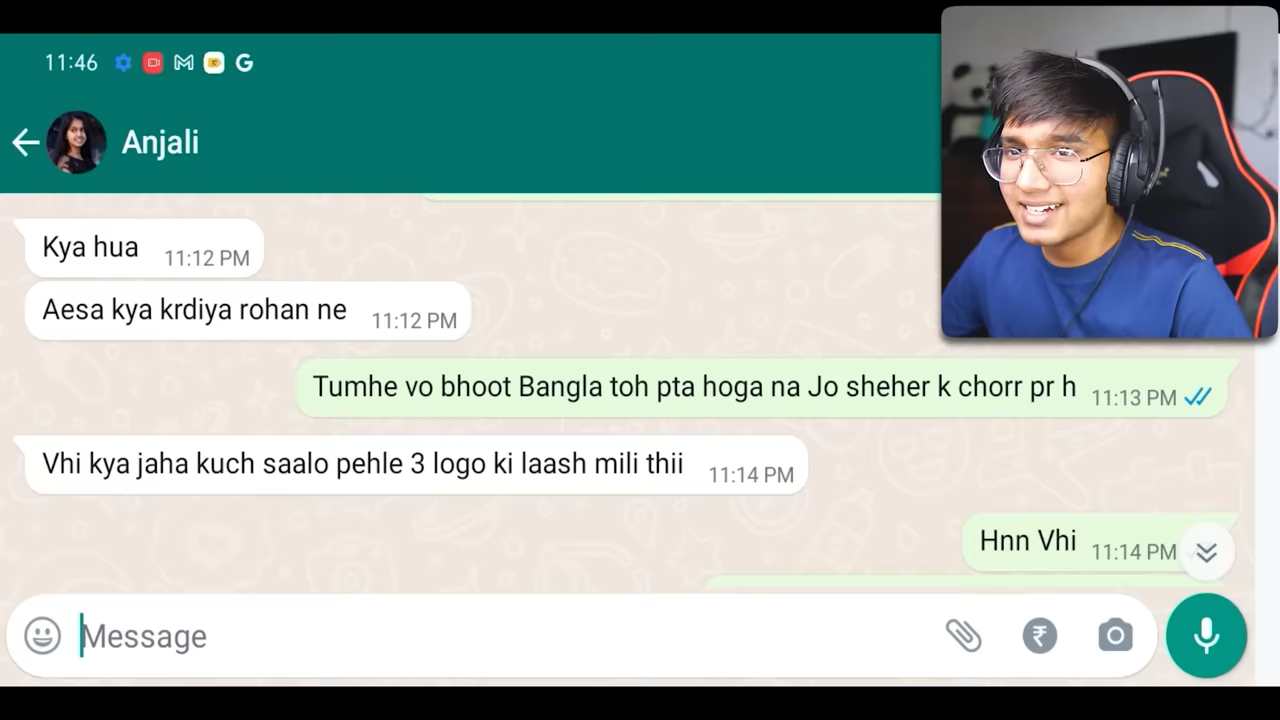 11:46
Anjali
Kya hua 11:12 PM
Aesa kya krdiya rohan ne 11:12 PM
Tumhe vo bhoot Bangla toh pta hoga na Jo sheher k chorr pr h 11:13 PM
Vhi kya jaha kuch saalo pehle 3 logo ki laash mili thii 11:14 PM
Hnn Vhi 11:14 PM
Message